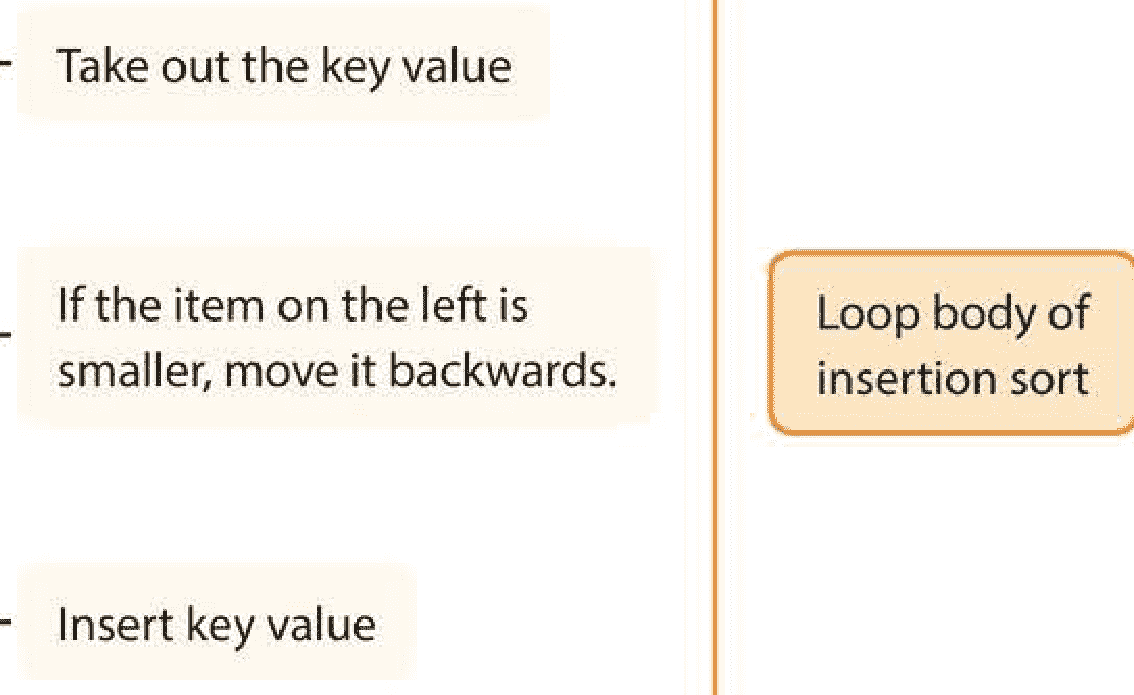 Take out the key value
If the item on the left is
smaller, move it backwards.
Loop body of
insertion sort
Insert key value